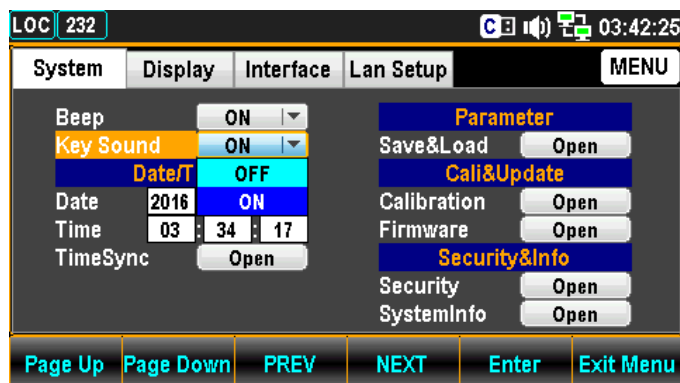 LOC 232 C 03:42:25
System Display Interface Lan Setup MENU
Beep ON
Key Sound ON
OFF
ON
Date/T
Date 2016
Time 03 : 34 : 17
TimeSync Open
Parameter
Save&Load Open
Cali&Update
Calibration Open
Firmware Open
Security&Info
Security Open
SystemInfo Open
Page Up Page Down PREV NEXT Enter Exit Menu